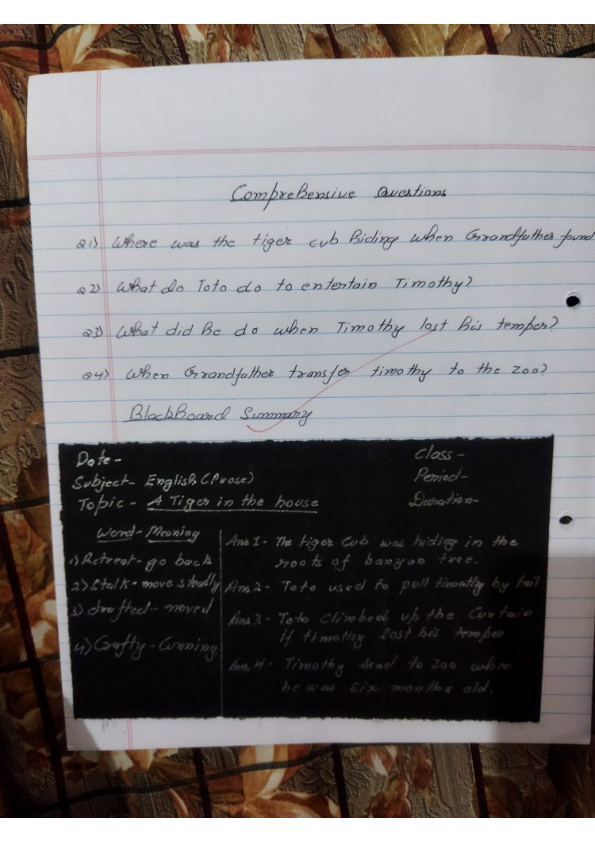 Comprehensive Questions
Q1) Where was the tiger cub hiding when Grandfather found
Q2) What do Toto do to entertain Timothy?
Q3) What did he do when Timothy lost his temper?
Q4) When Grandfather transfer timothy to the zoo?
BlackBoard Summary
Date-
Class-
Subject- English (Prose)
Period-
Topic- A Tiger in the house
Duration-
Word-Meaning
1) Retreat- go back
2) Stalk- move steadly
3) drafted- moved
4) Crafty- Cunning
Ans 1- The tiger Cub was hiding in the
roots of banyan tree.
Ans 2- Toto used to pull timothy by tail
Ans 3- Toto Climbed up the Curtain
if timothy lost his temper
Ans 4- Timothy send to zoo when
he was six months old.